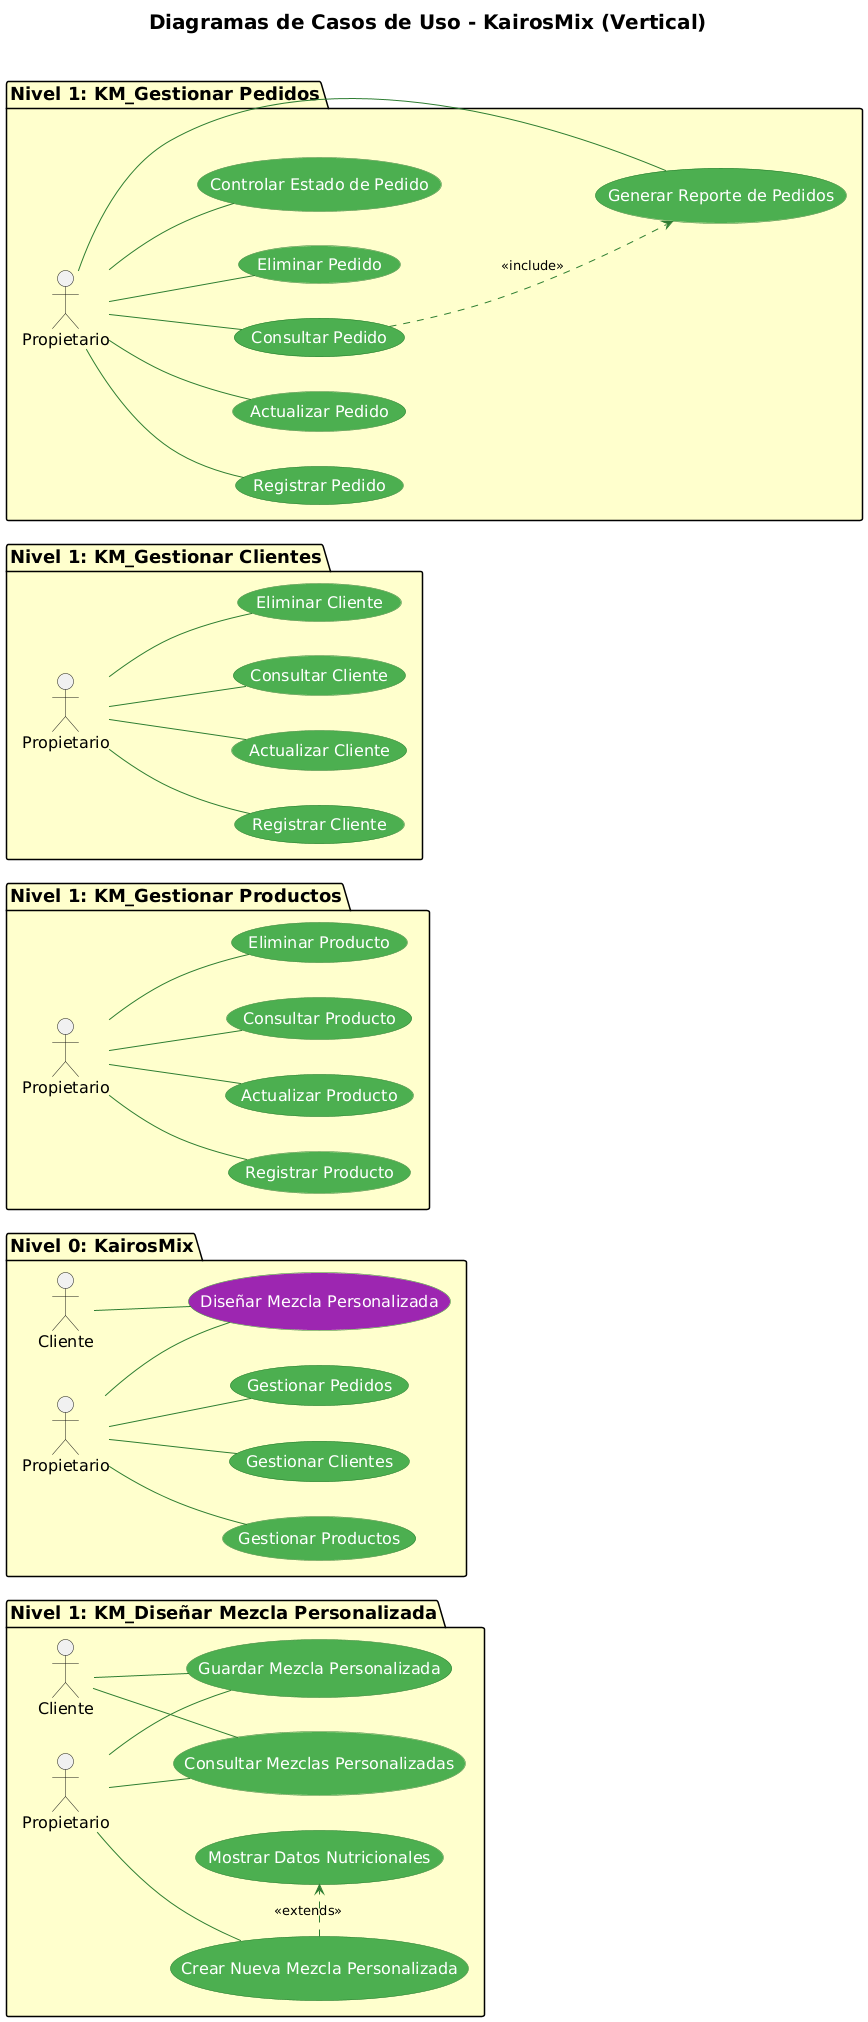 Diagramas de Casos de Uso - KairosMix (Vertical)
Nivel 1: KM_Gestionar Pedidos
Controlar Estado de Pedido
Generar Reporte de Pedidos
Eliminar Pedido
«include»
Propietario
Consultar Pedido
Actualizar Pedido
Registrar Pedido
Nivel 1: KM_Gestionar Clientes
Eliminar Cliente
Consultar Cliente
Propietario
Actualizar Cliente
Registrar Cliente
Nivel 1: KM_Gestionar Productos
Eliminar Producto
Consultar Producto
Propietario
Actualizar Producto
Registrar Producto
Nivel 0: KairosMix
Cliente
Diseñar Mezcla Personalizada
Gestionar Pedidos
Propietario
Gestionar Clientes
Gestionar Productos
Nivel 1: KM_Diseñar Mezcla Personalizada
Cliente
Guardar Mezcla Personalizada
Consultar Mezclas Personalizadas
Propietario
Mostrar Datos Nutricionales
«extends»
Crear Nueva Mezcla Personalizada